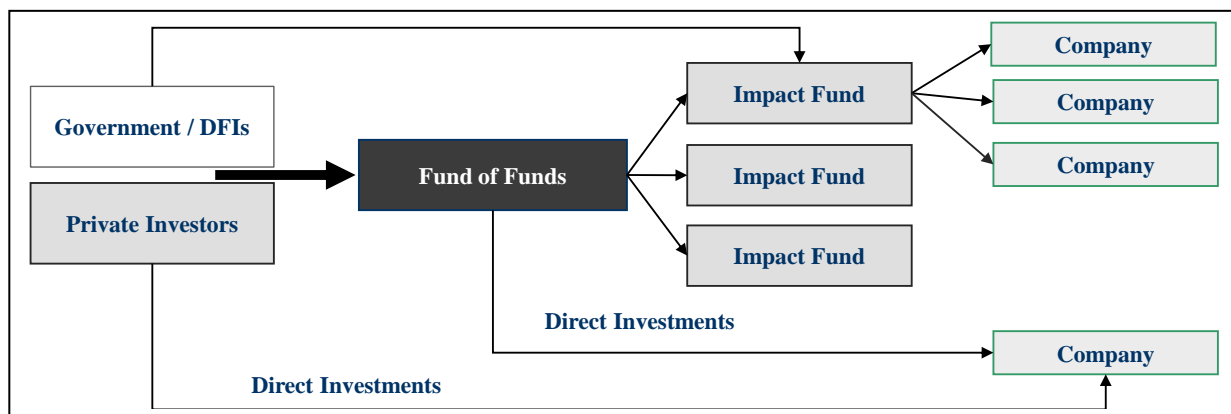 Company
Impact Fund
Company
Government / DFIs
Company
Fund of Funds
Impact Fund
Private Investors
Impact Fund
Direct Investments
Company
Direct Investments